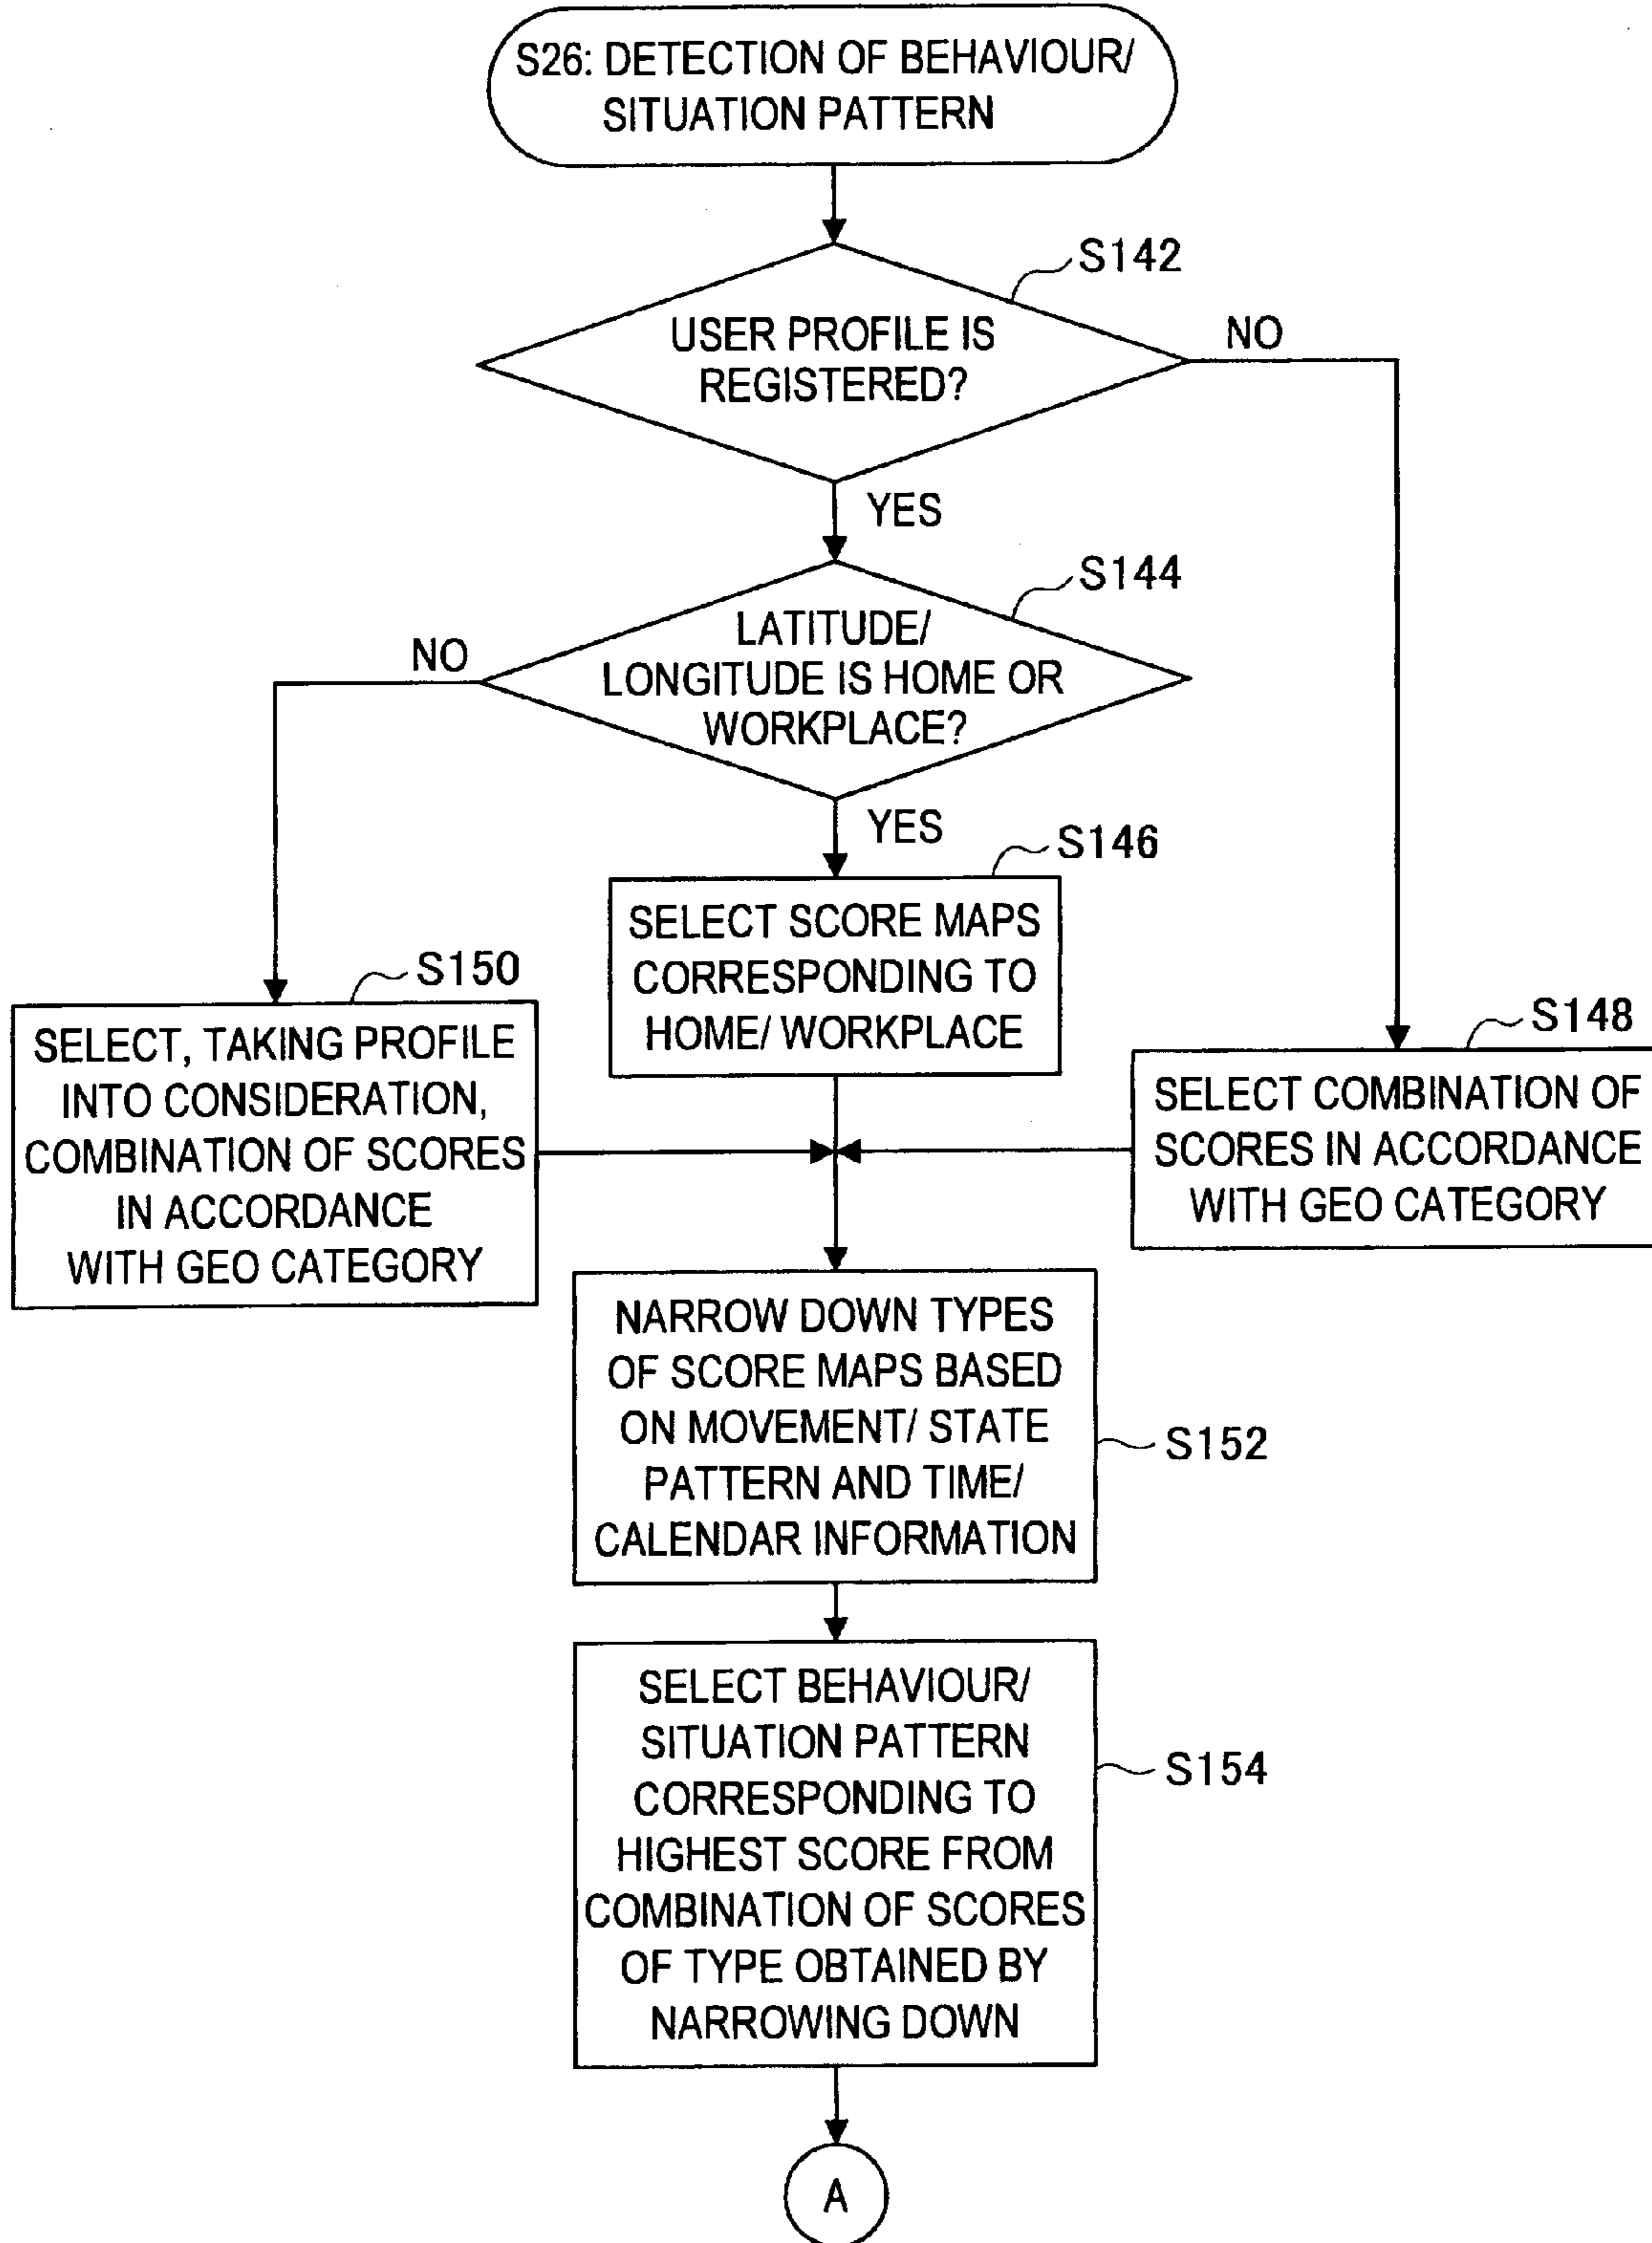 S26: DETECTION OF BEHAVIOUR/
SITUATION PATTERN
S142
USER PROFILE IS
REGISTERED?
NO
YES
S144
LATITUDE/
LONGITUDE IS HOME OR
WORKPLACE?
NO
YES
S146
SELECT SCORE MAPS
CORRESPONDING TO
HOME/ WORKPLACE
S150
SELECT, TAKING PROFILE
INTO CONSIDERATION,
COMBINATION OF SCORES
IN ACCORDANCE
WITH GEO CATEGORY
S148
SELECT COMBINATION OF
SCORES IN ACCORDANCE
WITH GEO CATEGORY
NARROW DOWN TYPES
OF SCORE MAPS BASED
ON MOVEMENT/ STATE
PATTERN AND TIME/
CALENDAR INFORMATION
S152
SELECT BEHAVIOUR/
SITUATION PATTERN
CORRESPONDING TO
HIGHEST SCORE FROM
COMBINATION OF SCORES
OF TYPE OBTAINED BY
NARROWING DOWN
S154
A